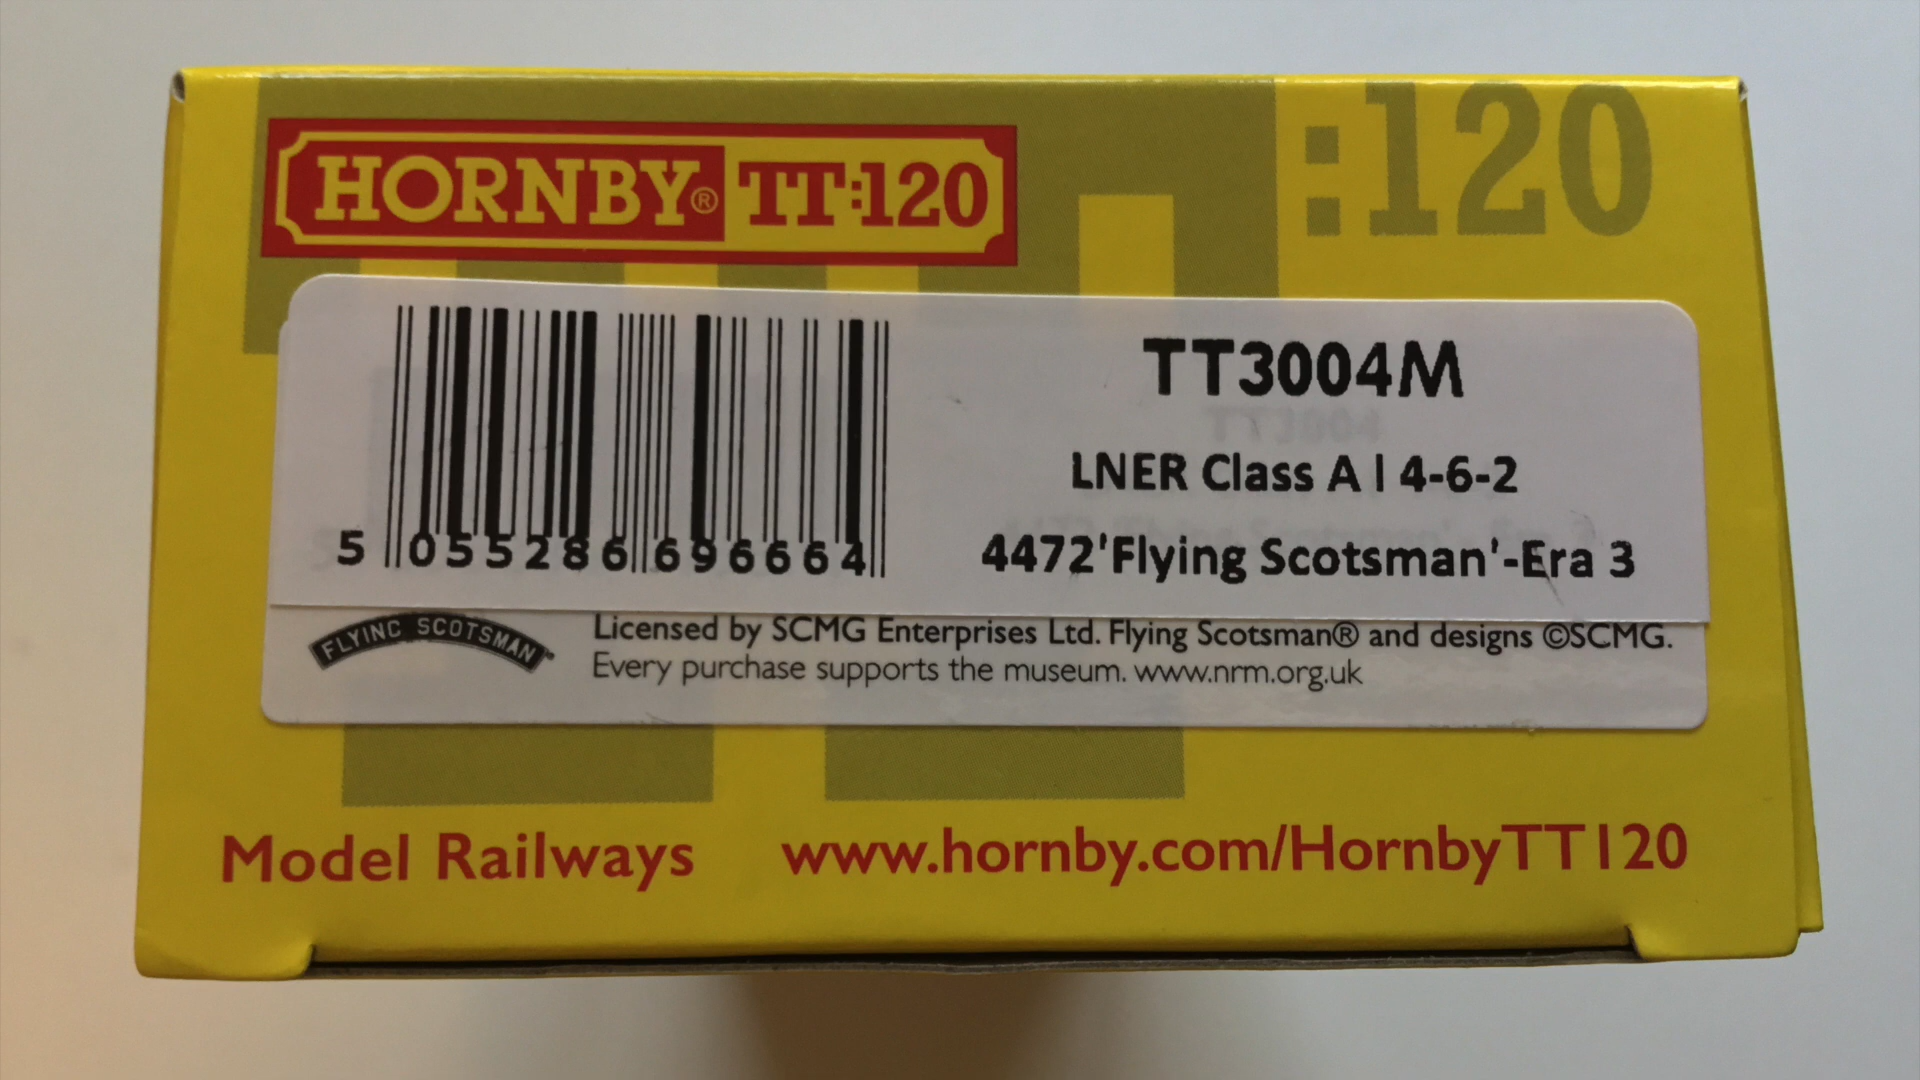 :120
HORNBY® TT:120
TT3004M
TT3004
LNER Class A1 4-6-2
4472'Flying Scotsman'-Era 3
5 055286 696664
FLYING SCOTSMAN
Licensed by SCMG Enterprises Ltd. Flying Scotsman® and designs ©SCMG.
Every purchase supports the museum. www.nrm.org.uk
Model Railways
www.hornby.com/HornbyTT120